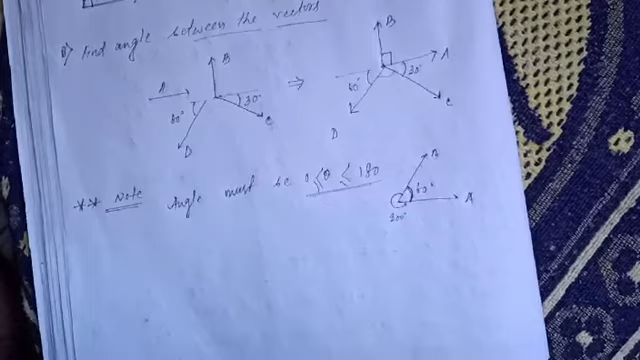 Q) find angle between the vectors
B
A
30°
C
60°
D
⇒
B
A
30°
C
60°
D
** Note Angle must be 0 ≤ θ ≤ 180
B
60°
A
300°